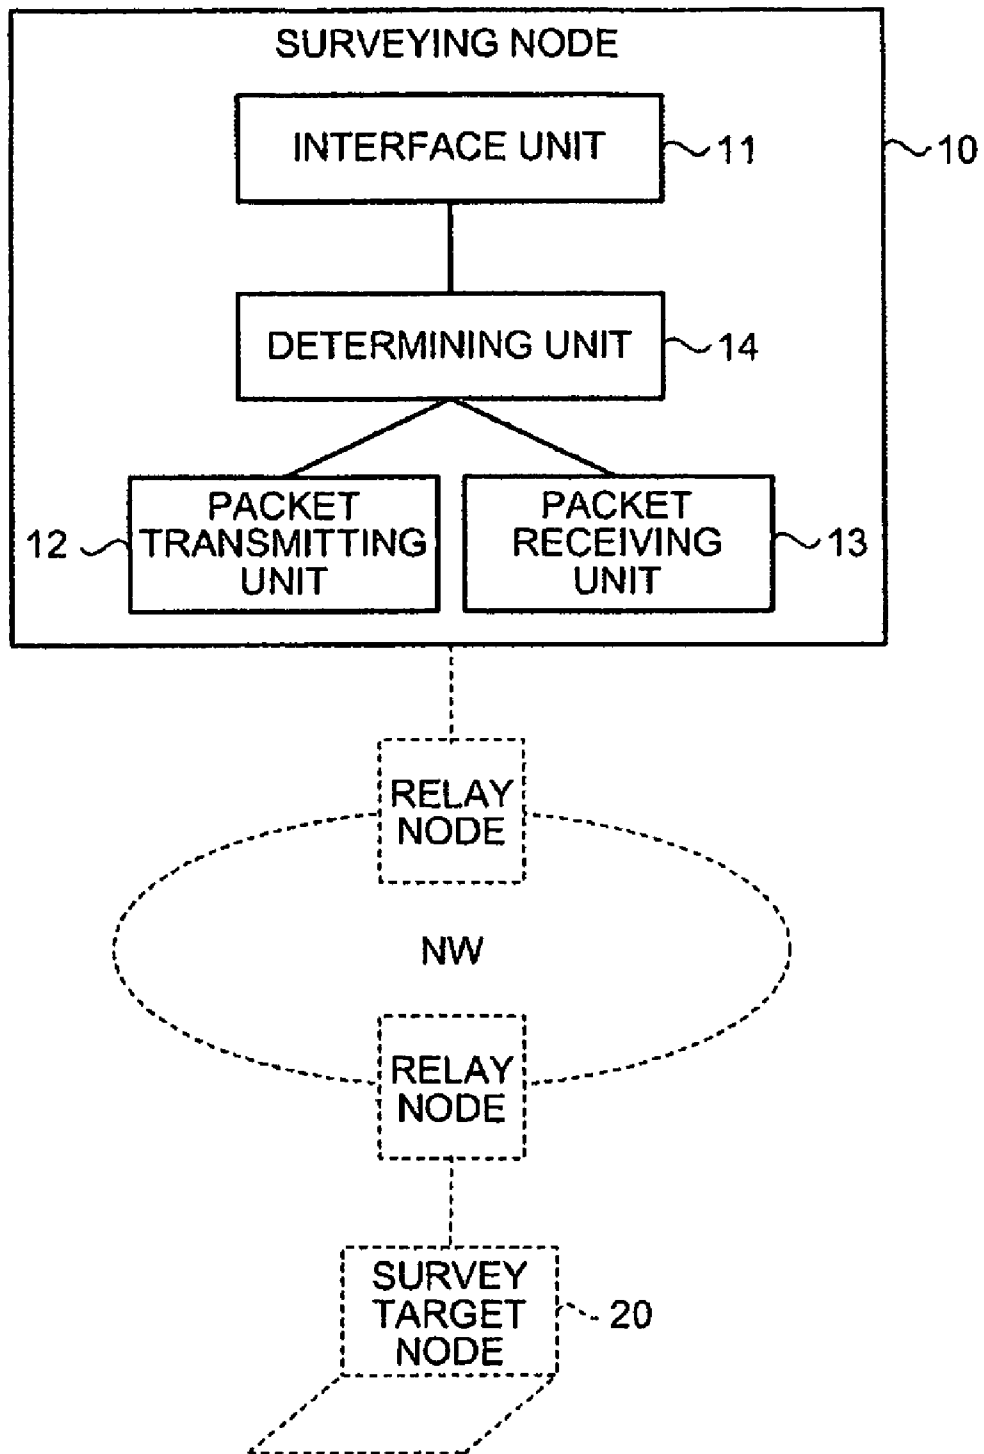 SURVEYING NODE
INTERFACE UNIT
11
10
DETERMINING UNIT
14
12
PACKET
TRANSMITTING
UNIT
PACKET
RECEIVING
UNIT
13
RELAY
NODE
NW
RELAY
NODE
SURVEY
TARGET
NODE
20